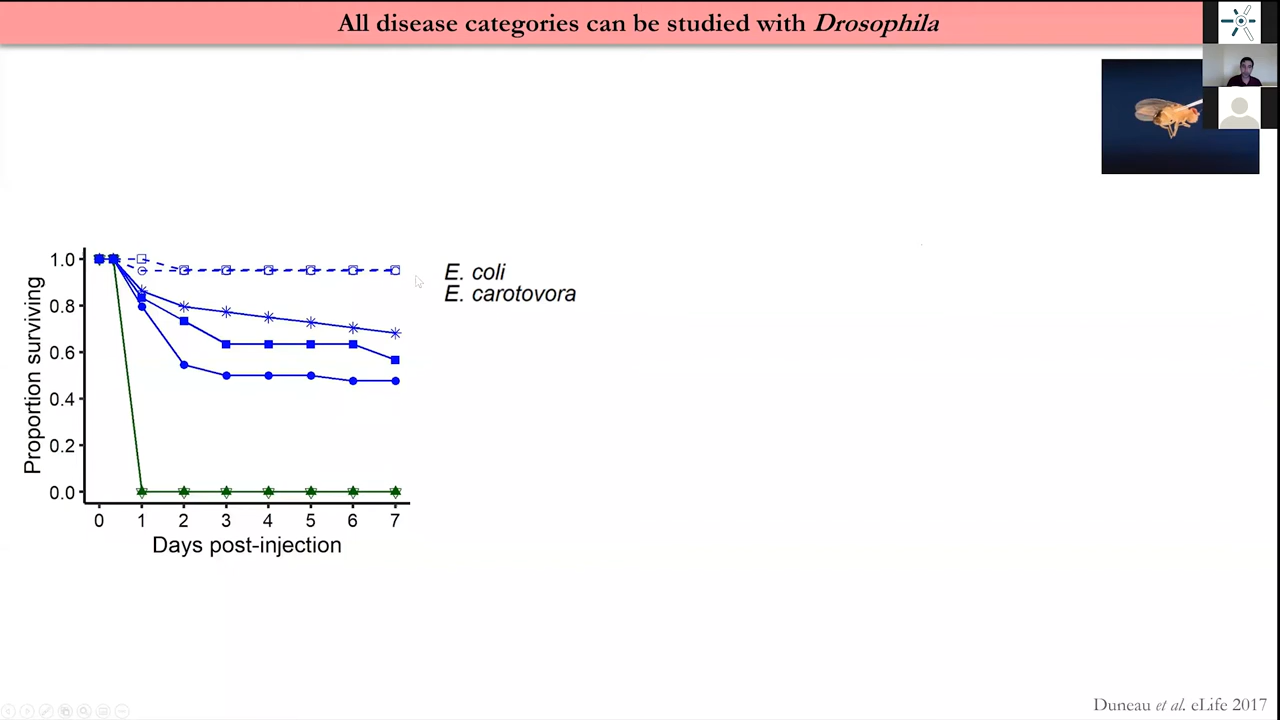 All disease categories can be studied with Drosophila
1.0
0.8
0.6
0.4
0.2
0.0
Proportion surviving
0 1 2 3 4 5 6 7
Days post-injection
E. coli
E. carotovora
Duneau et al. eLife 2017